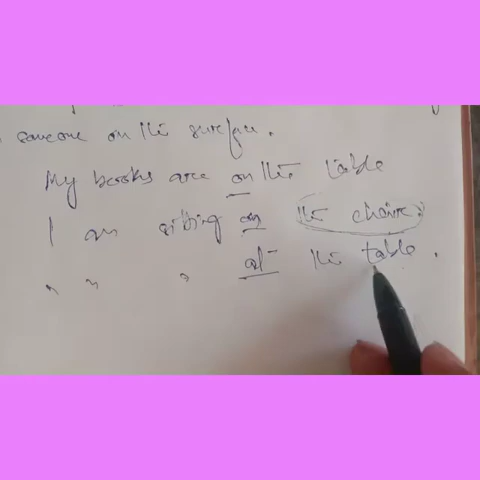 someone on the surface.
My books are on the table
I am sitting on the chair.
" " " at the table.